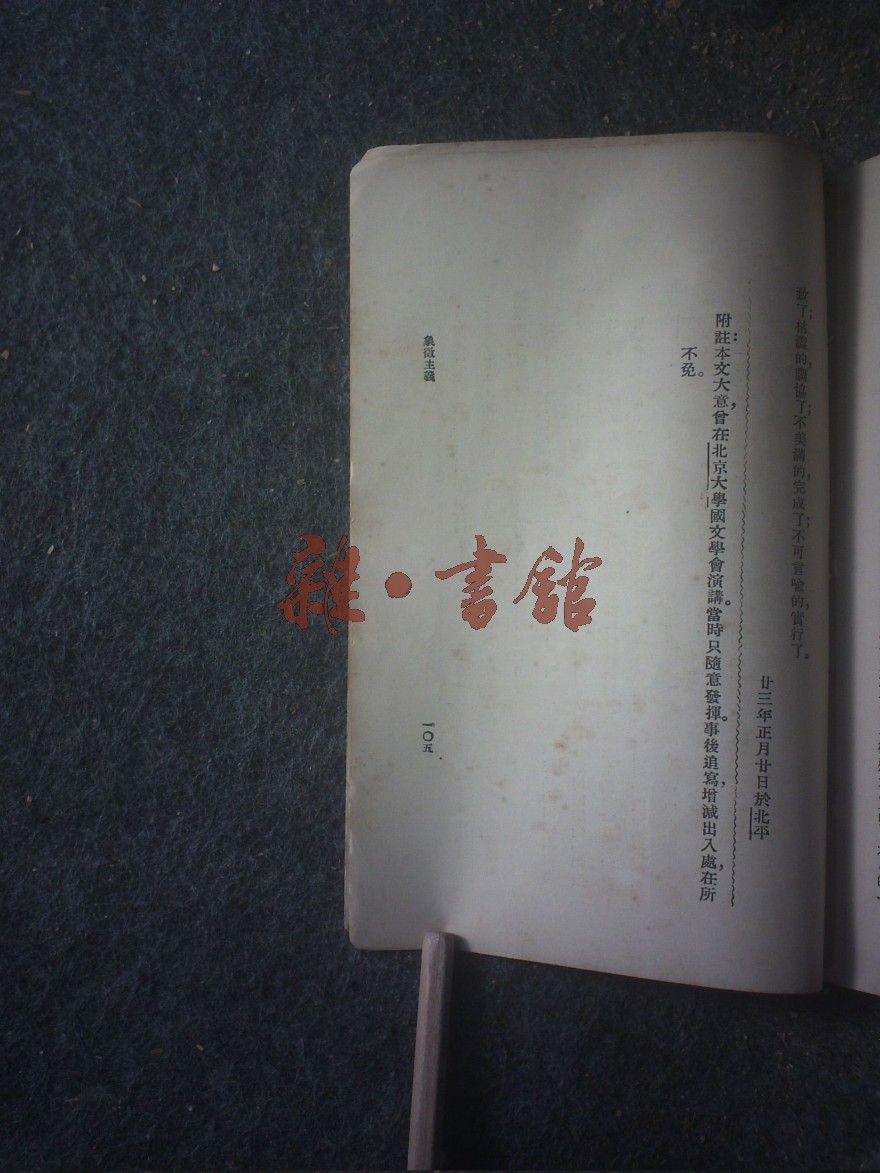 致了;枯澀的調協了;不美滿的,完成了;不可言喻的,實行了。
廿三年正月廿日於北平
附註:本文大意,曾在北京大學國文學會演講。當時只隨意發揮。事後追寫,增減出入處,在所
不免。
象徵主義
一〇五
雜·書舘